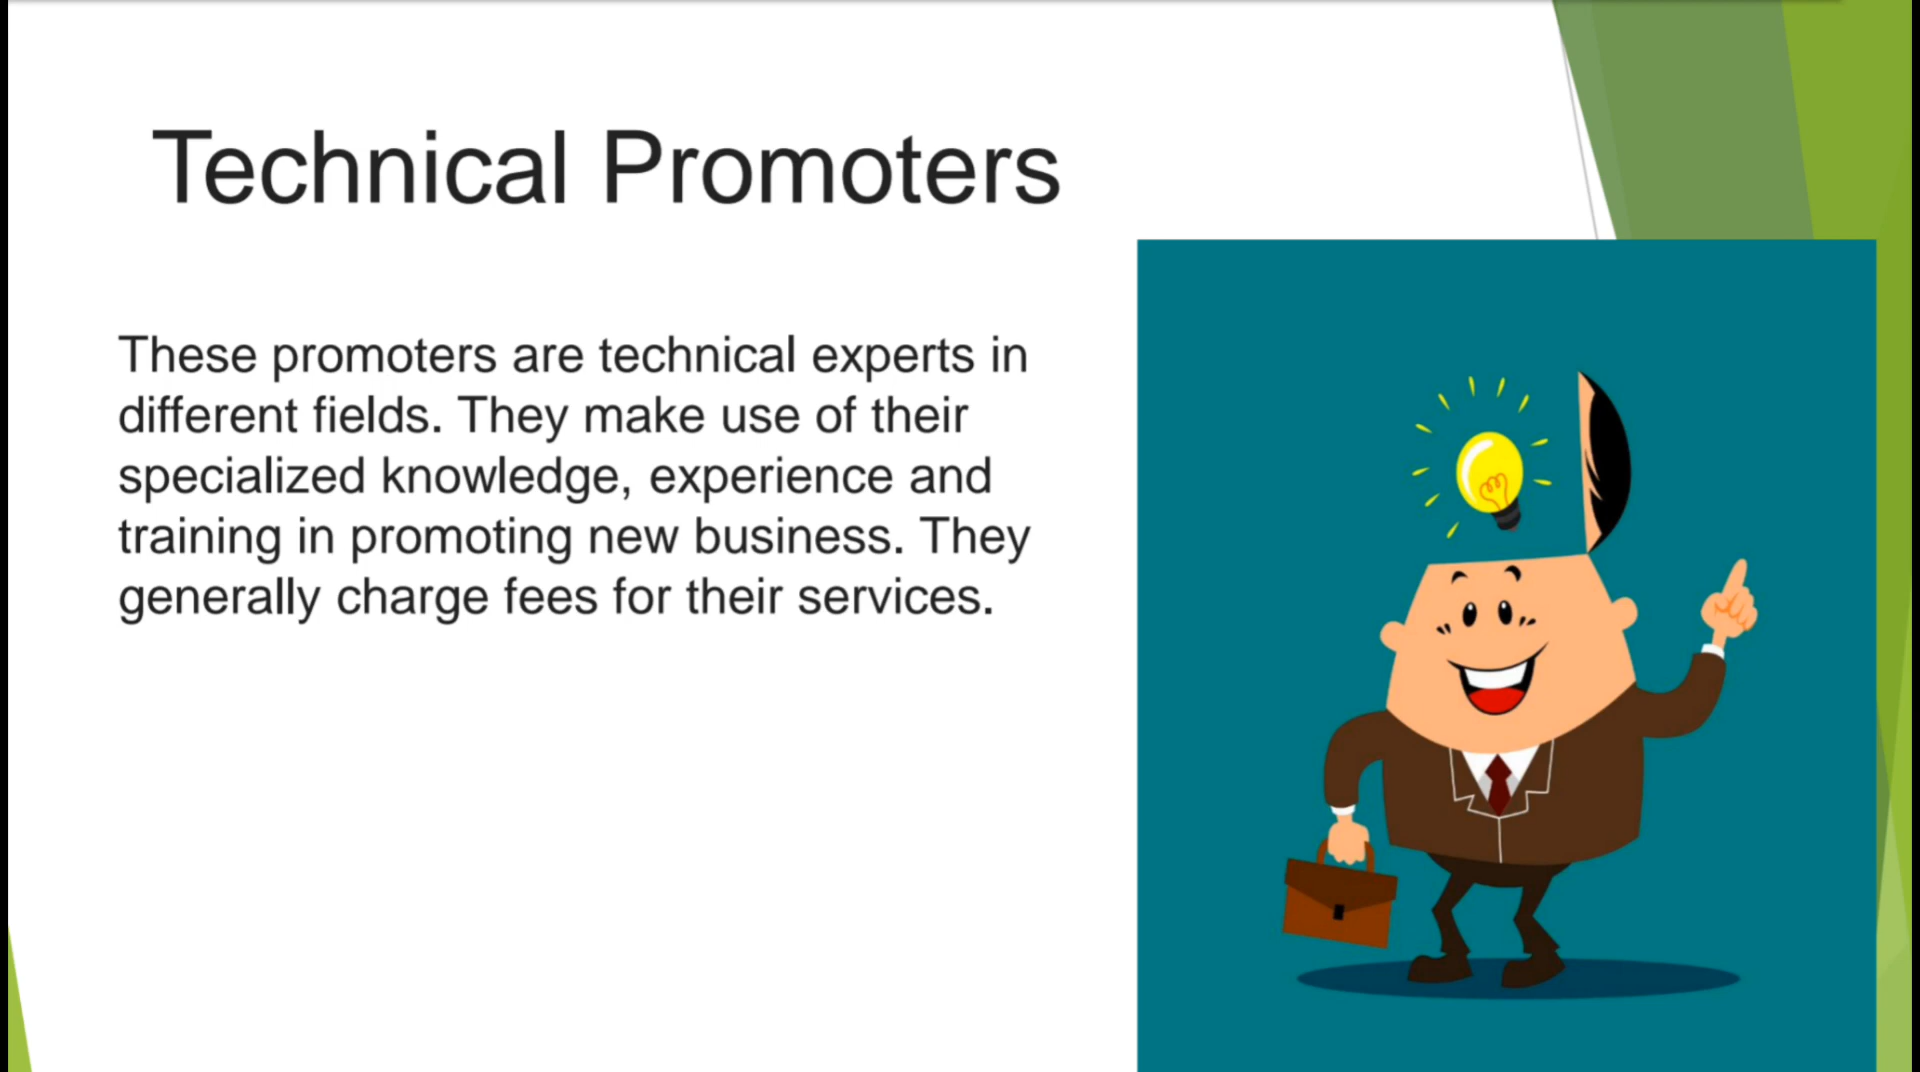 Technical Promoters
These promoters are technical experts in
different fields. They make use of their
specialized knowledge, experience and
training in promoting new business. They
generally charge fees for their services.